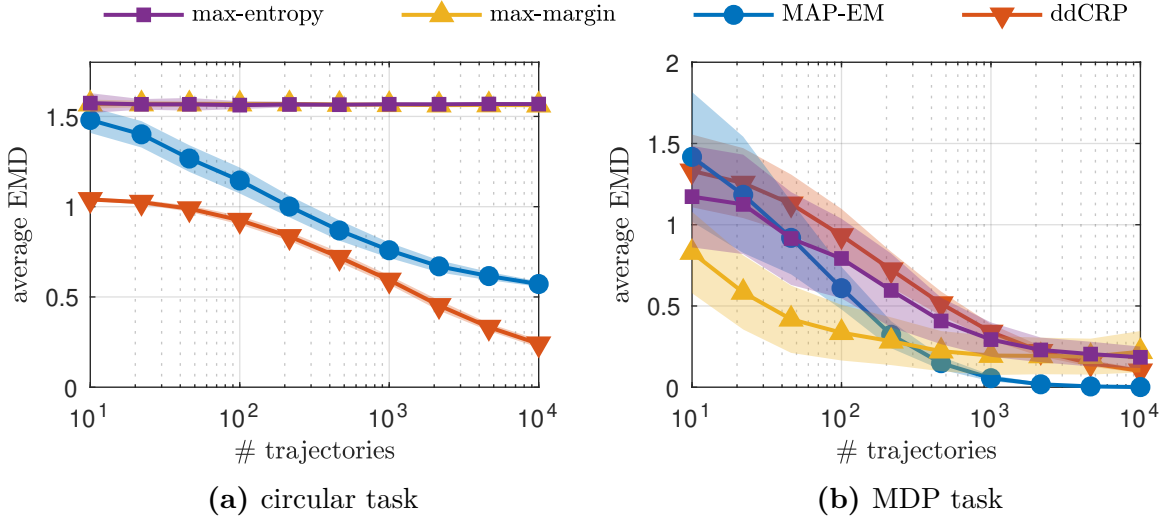 max-entropy max-margin MAP-EM ddCRP
average EMD
1.5
1
0.5
0
10^1 10^2 10^3 10^4
# trajectories
(a) circular task
average EMD
2
1.5
1
0.5
0
10^1 10^2 10^3 10^4
# trajectories
(b) MDP task